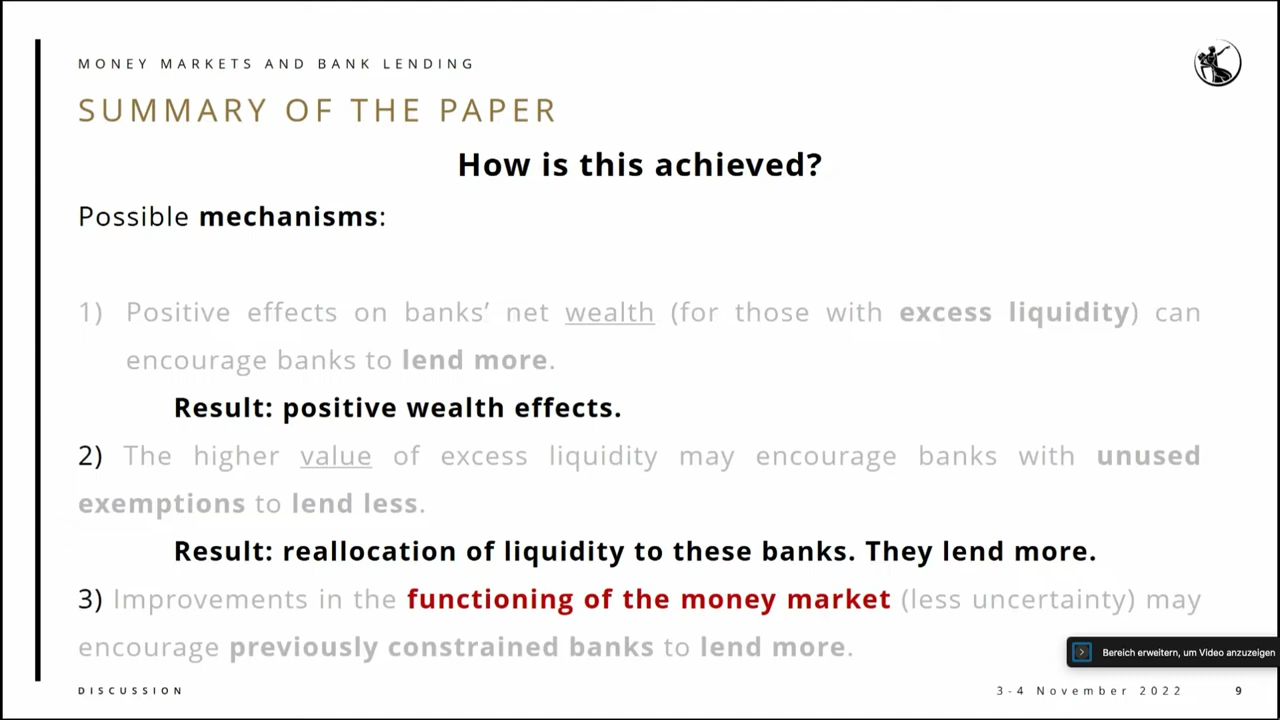 MONEY MARKETS AND BANK LENDING
SUMMARY OF THE PAPER
How is this achieved?
Possible mechanisms:
1) Positive effects on banks’ net wealth (for those with excess liquidity) can
encourage banks to lend more.
Result: positive wealth effects.
2) The higher value of excess liquidity may encourage banks with unused
exemptions to lend less.
Result: reallocation of liquidity to these banks. They lend more.
3) Improvements in the functioning of the money market (less uncertainty) may
encourage previously constrained banks to lend more.
Bereich erweitern, um Video anzuzeigen
DISCUSSION
3-4 November 2022
9